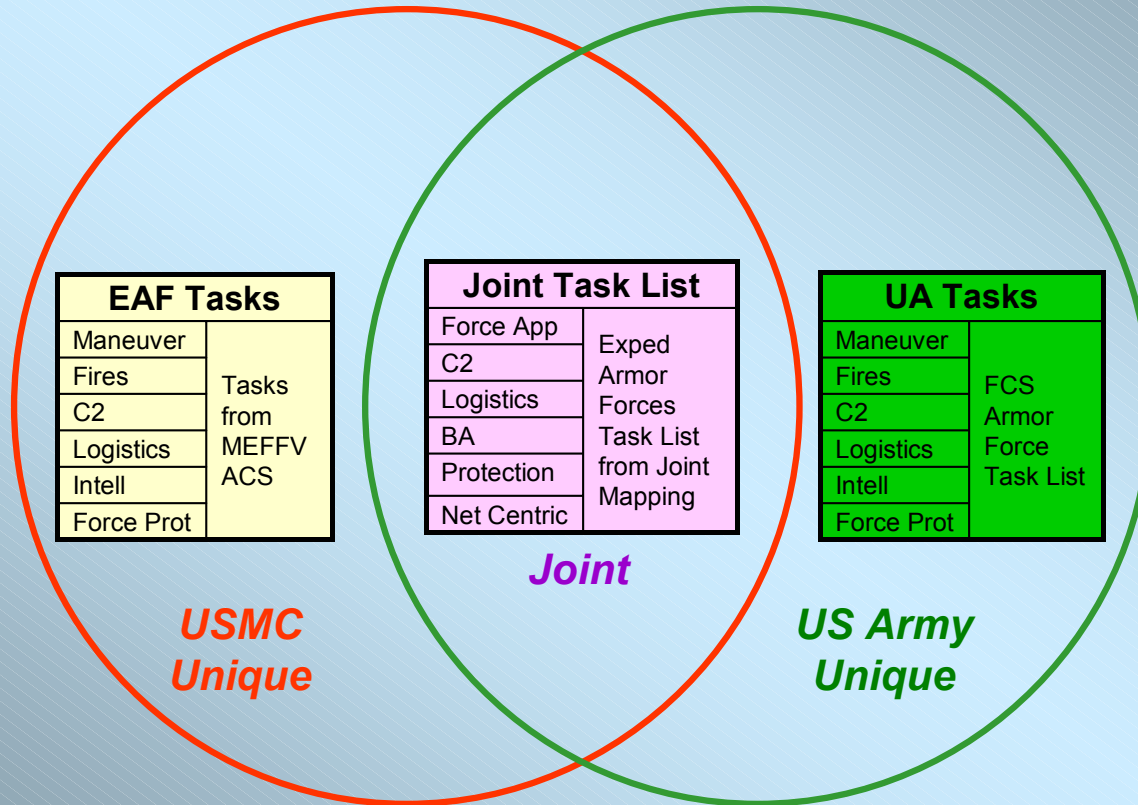 EAF Tasks
Maneuver
Fires
C2
Logistics
Intell
Force Prot
Tasks
from
MEFFV
ACS
Joint Task List
Force App
C2
Logistics
BA
Protection
Net Centric
Exped
Armor
Forces
Task List
from Joint
Mapping
UA Tasks
Maneuver
Fires
C2
Logistics
Intell
Force Prot
FCS
Armor
Force
Task List
Joint
USMC
Unique
US Army
Unique